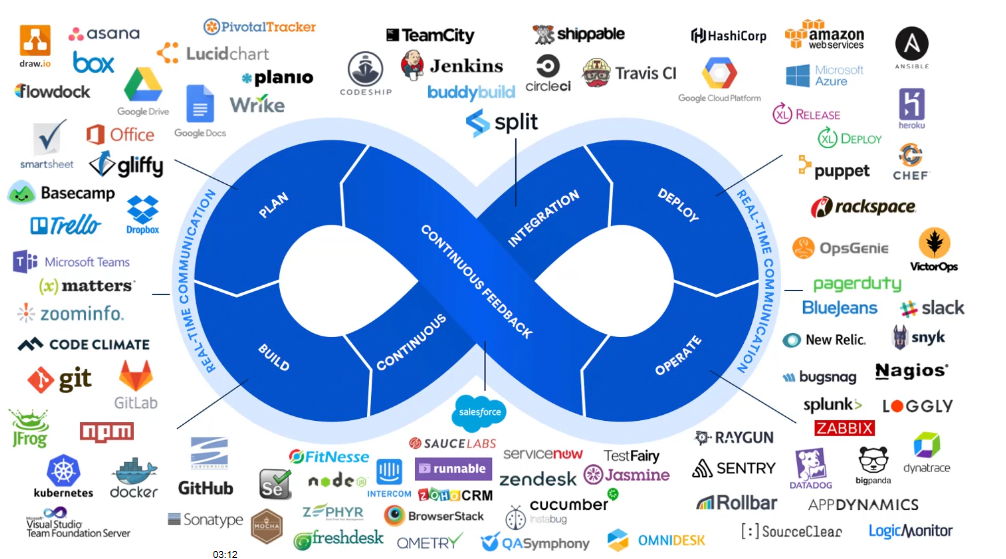 draw.io
asana
PivotalTracker
box
Lucidchart
flowdock
Google Drive
planio
Google Docs
Wrike
smartsheet
Office
gliffy
Basecamp
Trello
Dropbox
TeamCity
shippable
CODESHIP
Jenkins
circleci
Travis CI
buddybuild
split
HashiCorp
amazon
web services
ANSIBLE
Google Cloud Platform
Microsoft
Azure
XL RELEASE
heroku
XL DEPLOY
puppet
CHEF
rackspace
OpsGenie
VictorOps
pagerduty
BlueJeans
slack
New Relic.
snyk
bugsnag
Nagios®
splunk>
LOGGLY
ZABBIX
Microsoft Teams
(x) matters
zoominfo.
CODE CLIMATE
git
GitLab
JFrog
npm
kubernetes
docker
Visual Studio
Team Foundation Server
REAL-TIME COMMUNICATION
PLAN
BUILD
CONTINUOUS
INTEGRATION
CONTINUOUS FEEDBACK
DEPLOY
OPERATE
REAL-TIME COMMUNICATION
SUBVERSION
GitHub
Sonatype
FitNesse
Se
node JS
INTERCOM
MOCHA
ZEPHYR
freshdesk
salesforce
SAUCELABS
runnable
ZOHO CRM
BrowserStack
QMETRY
servicenow
TestFairy
zendesk
Jasmine
cucumber
instabug
QASymphony
OMNIDESK
RAYGUN
SENTRY
DATADOG
bigpanda
dynatrace
Rollbar
APPDYNAMICS
[:] SourceClear
LogicMonitor
03:12